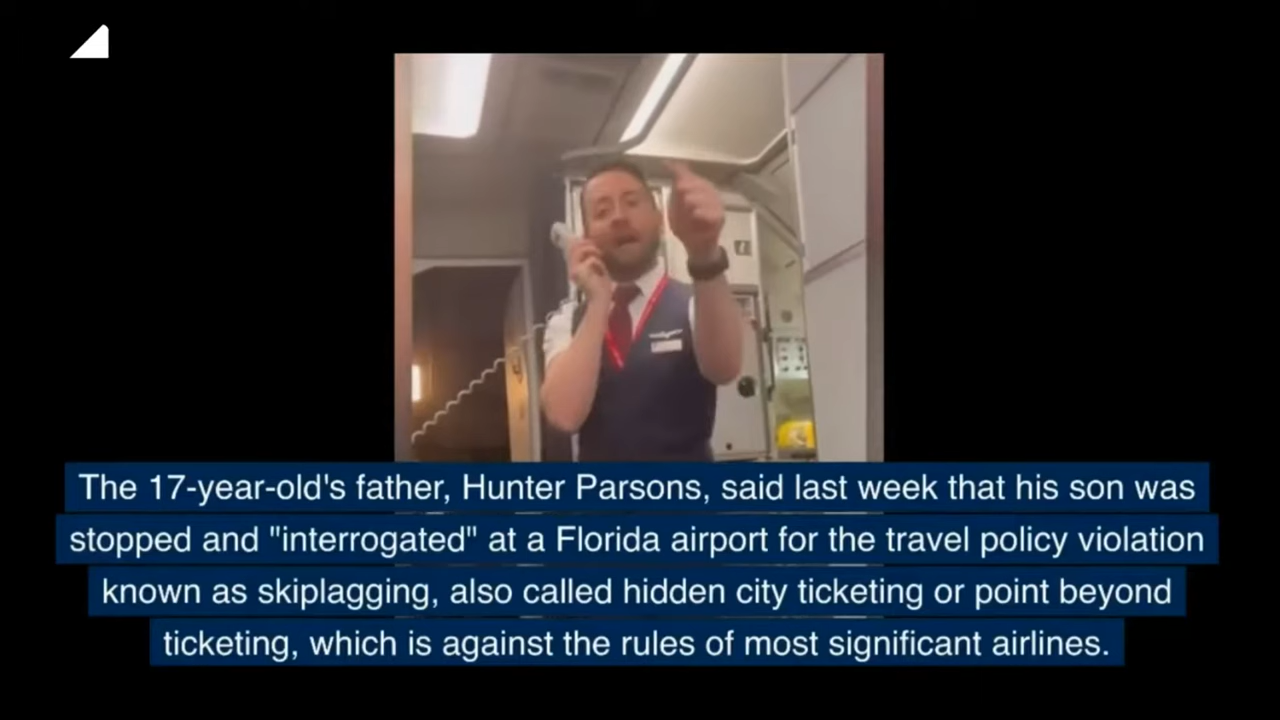 The 17-year-old's father, Hunter Parsons, said last week that his son was
stopped and "interrogated" at a Florida airport for the travel policy violation
known as skiplagging, also called hidden city ticketing or point beyond
ticketing, which is against the rules of most significant airlines.